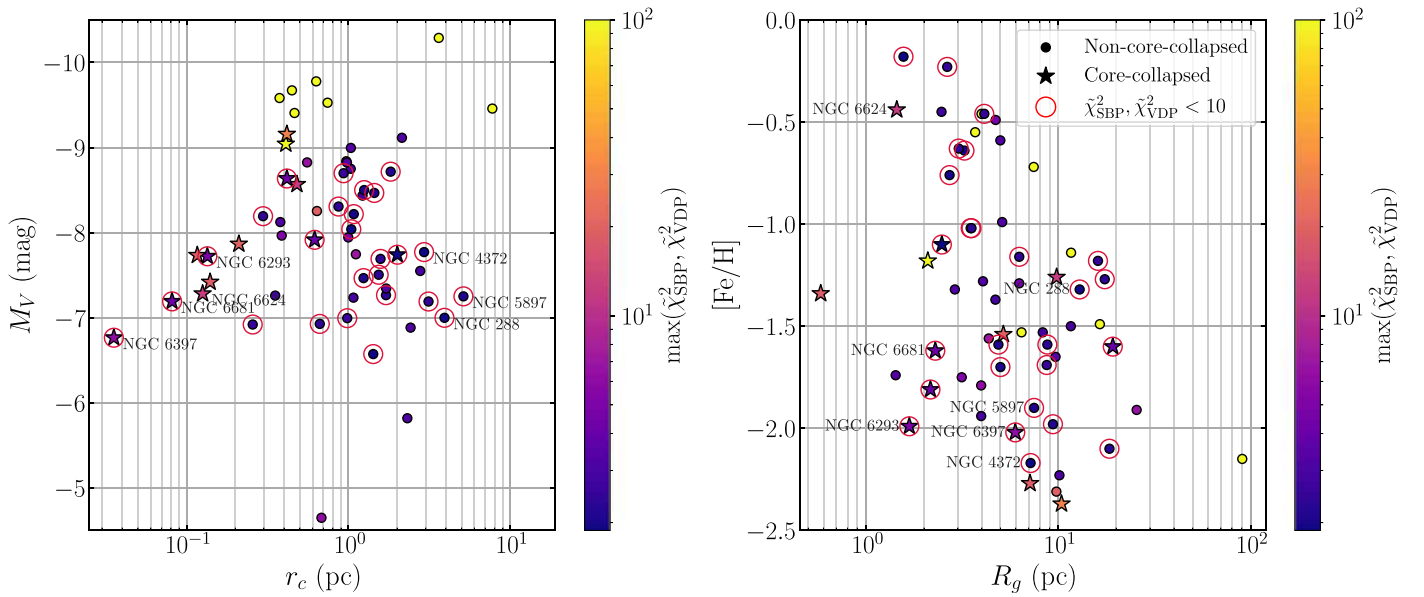 −10
−9
−8
−7
−6
−5
M_V (mag)
10^−1
10^0
10^1
r_c (pc)
NGC 6293
NGC 4372
NGC 6624
NGC 6681
NGC 5897
NGC 288
NGC 6397
10^2
10^1
max(χ̃²_SBP, χ̃²_VDP)
0.0
−0.5
−1.0
−1.5
−2.0
−2.5
[Fe/H]
10^0
10^1
10^2
R_g (pc)
Non-core-collapsed
Core-collapsed
χ̃²_SBP, χ̃²_VDP < 10
NGC 6624
NGC 288
NGC 6681
NGC 5897
NGC 6293
NGC 6397
NGC 4372
10^2
10^1
max(χ̃²_SBP, χ̃²_VDP)